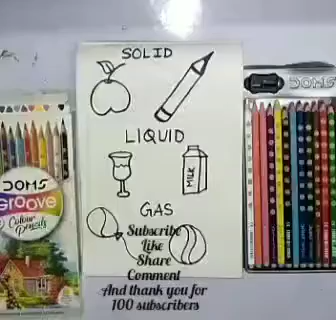 SOLID
LIQUID
MILK
GAS
DOMS
GROOVE
Colour
Pencils
DOMS
Subscribe
Like
Share
Comment
And thank you for
100 subscribers